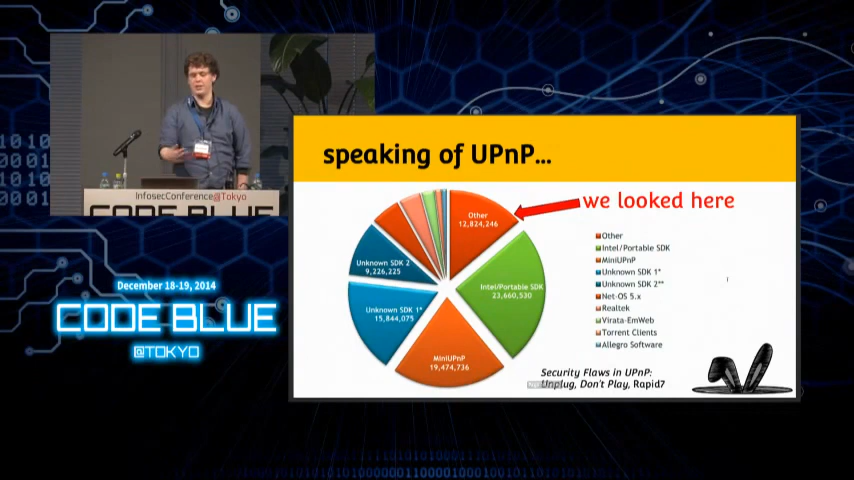 InfosecConference@Tokyo
CODE BLUE
December 18-19, 2014
CODE BLUE
@TOKYO
speaking of UPnP...
we looked here
Other
12,824,246
Intel/Portable SDK
23,660,530
MiniUPnP
19,474,736
Unknown SDK 1*
15,844,075
Unknown SDK 2
9,226,225
Other
Intel/Portable SDK
MiniUPnP
Unknown SDK 1*
Unknown SDK 2**
Net-OS 5.x
Realtek
Virata-EmWeb
Torrent Clients
Allegro Software
Security Flaws in UPnP:
Unplug, Don't Play, Rapid7